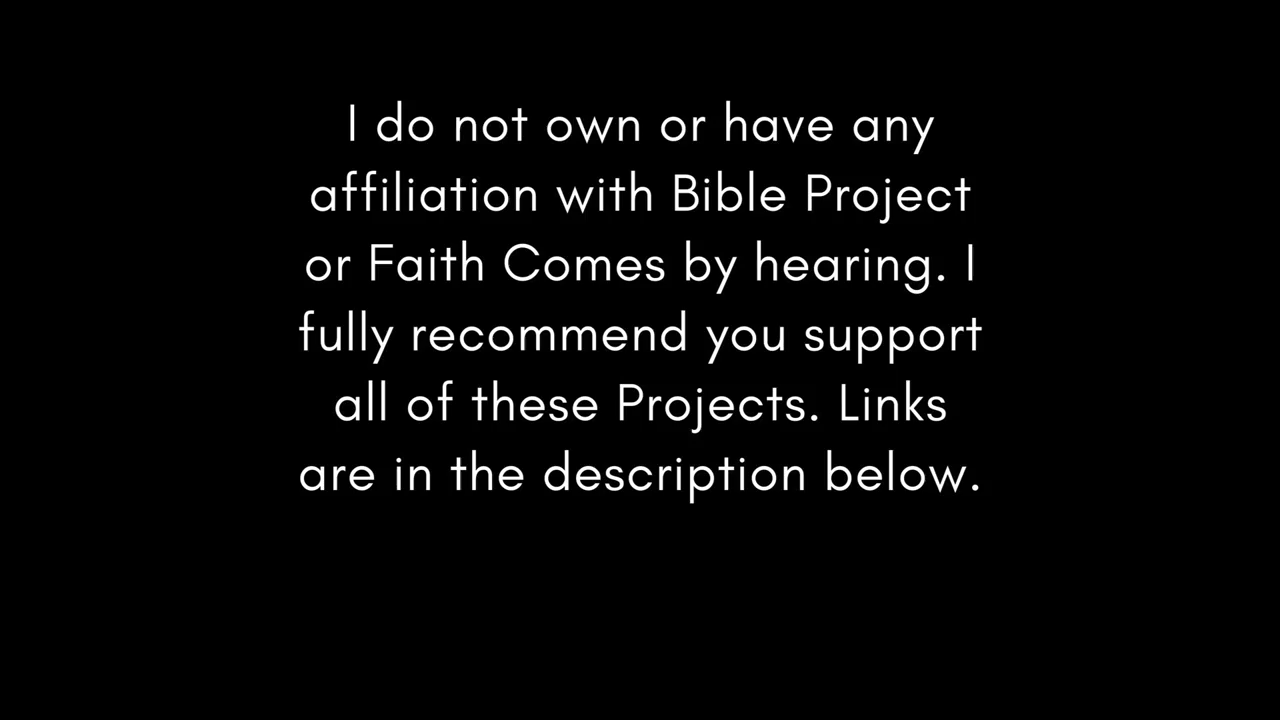 I do not own or have any
affiliation with Bible Project
or Faith Comes by hearing. I
fully recommend you support
all of these Projects. Links
are in the description below.